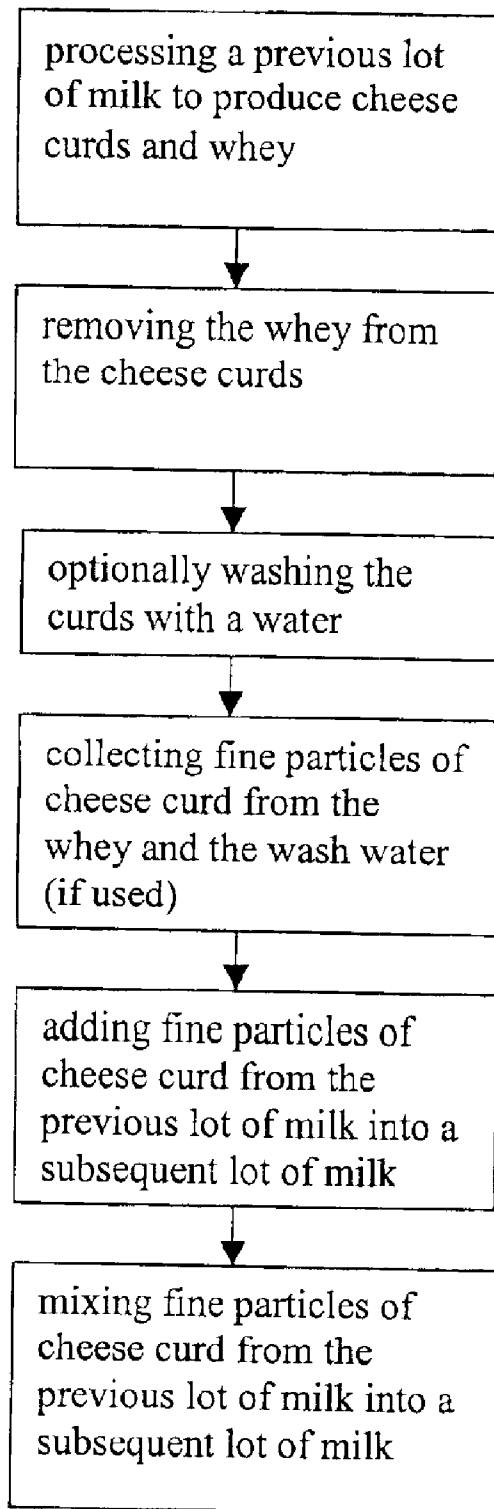 processing a previous lot
of milk to produce cheese
curds and whey
removing the whey from
the cheese curds
optionally washing the
curds with a water
collecting fine particles of
cheese curd from the
whey and the wash water
(if used)
adding fine particles of
cheese curd from the
previous lot of milk into a
subsequent lot of milk
mixing fine particles of
cheese curd from the
previous lot of milk into a
subsequent lot of milk